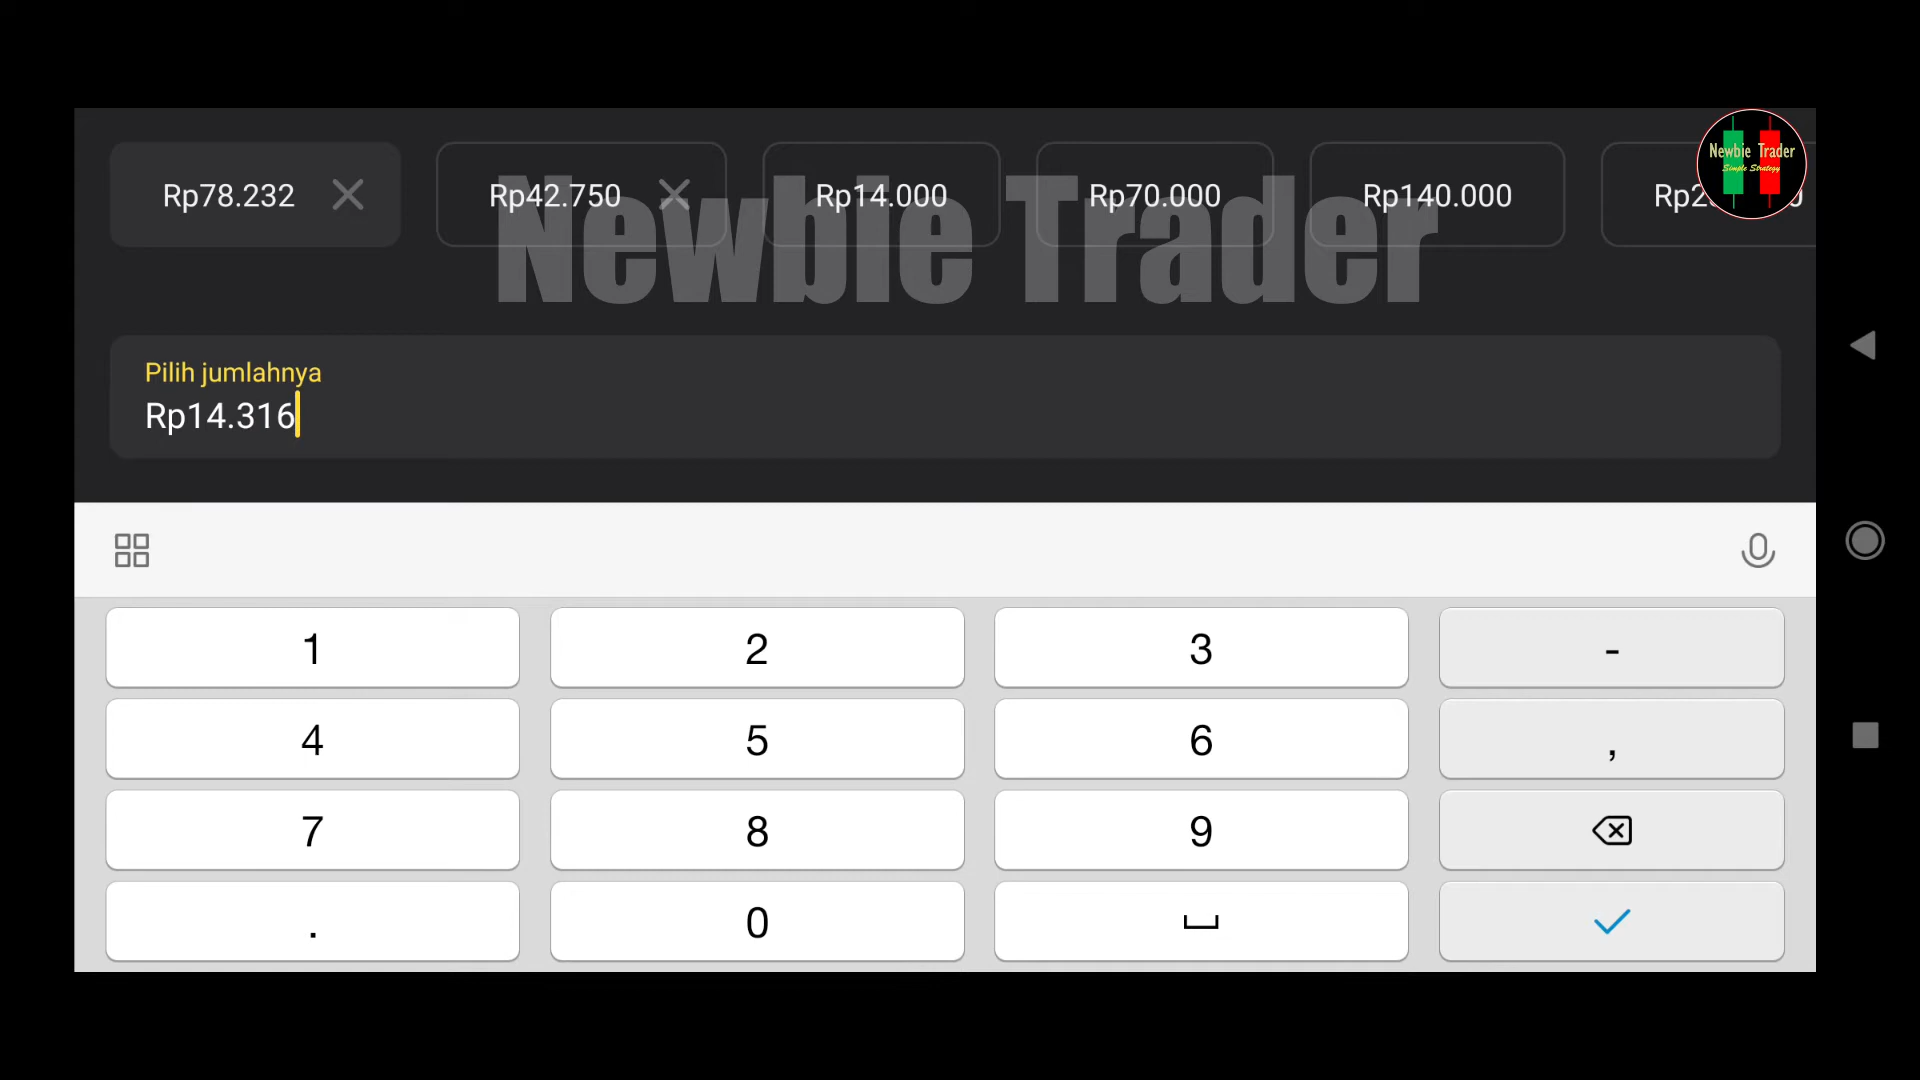 Rp78.232 Rp42.750 Rp14.000 Rp70.000 Rp140.000
Newbie Trader
Simple Strategy
Newbie Trader
Pilih jumlahnya
Rp14.316
1 2 3 -
4 5 6 ,
7 8 9
. 0